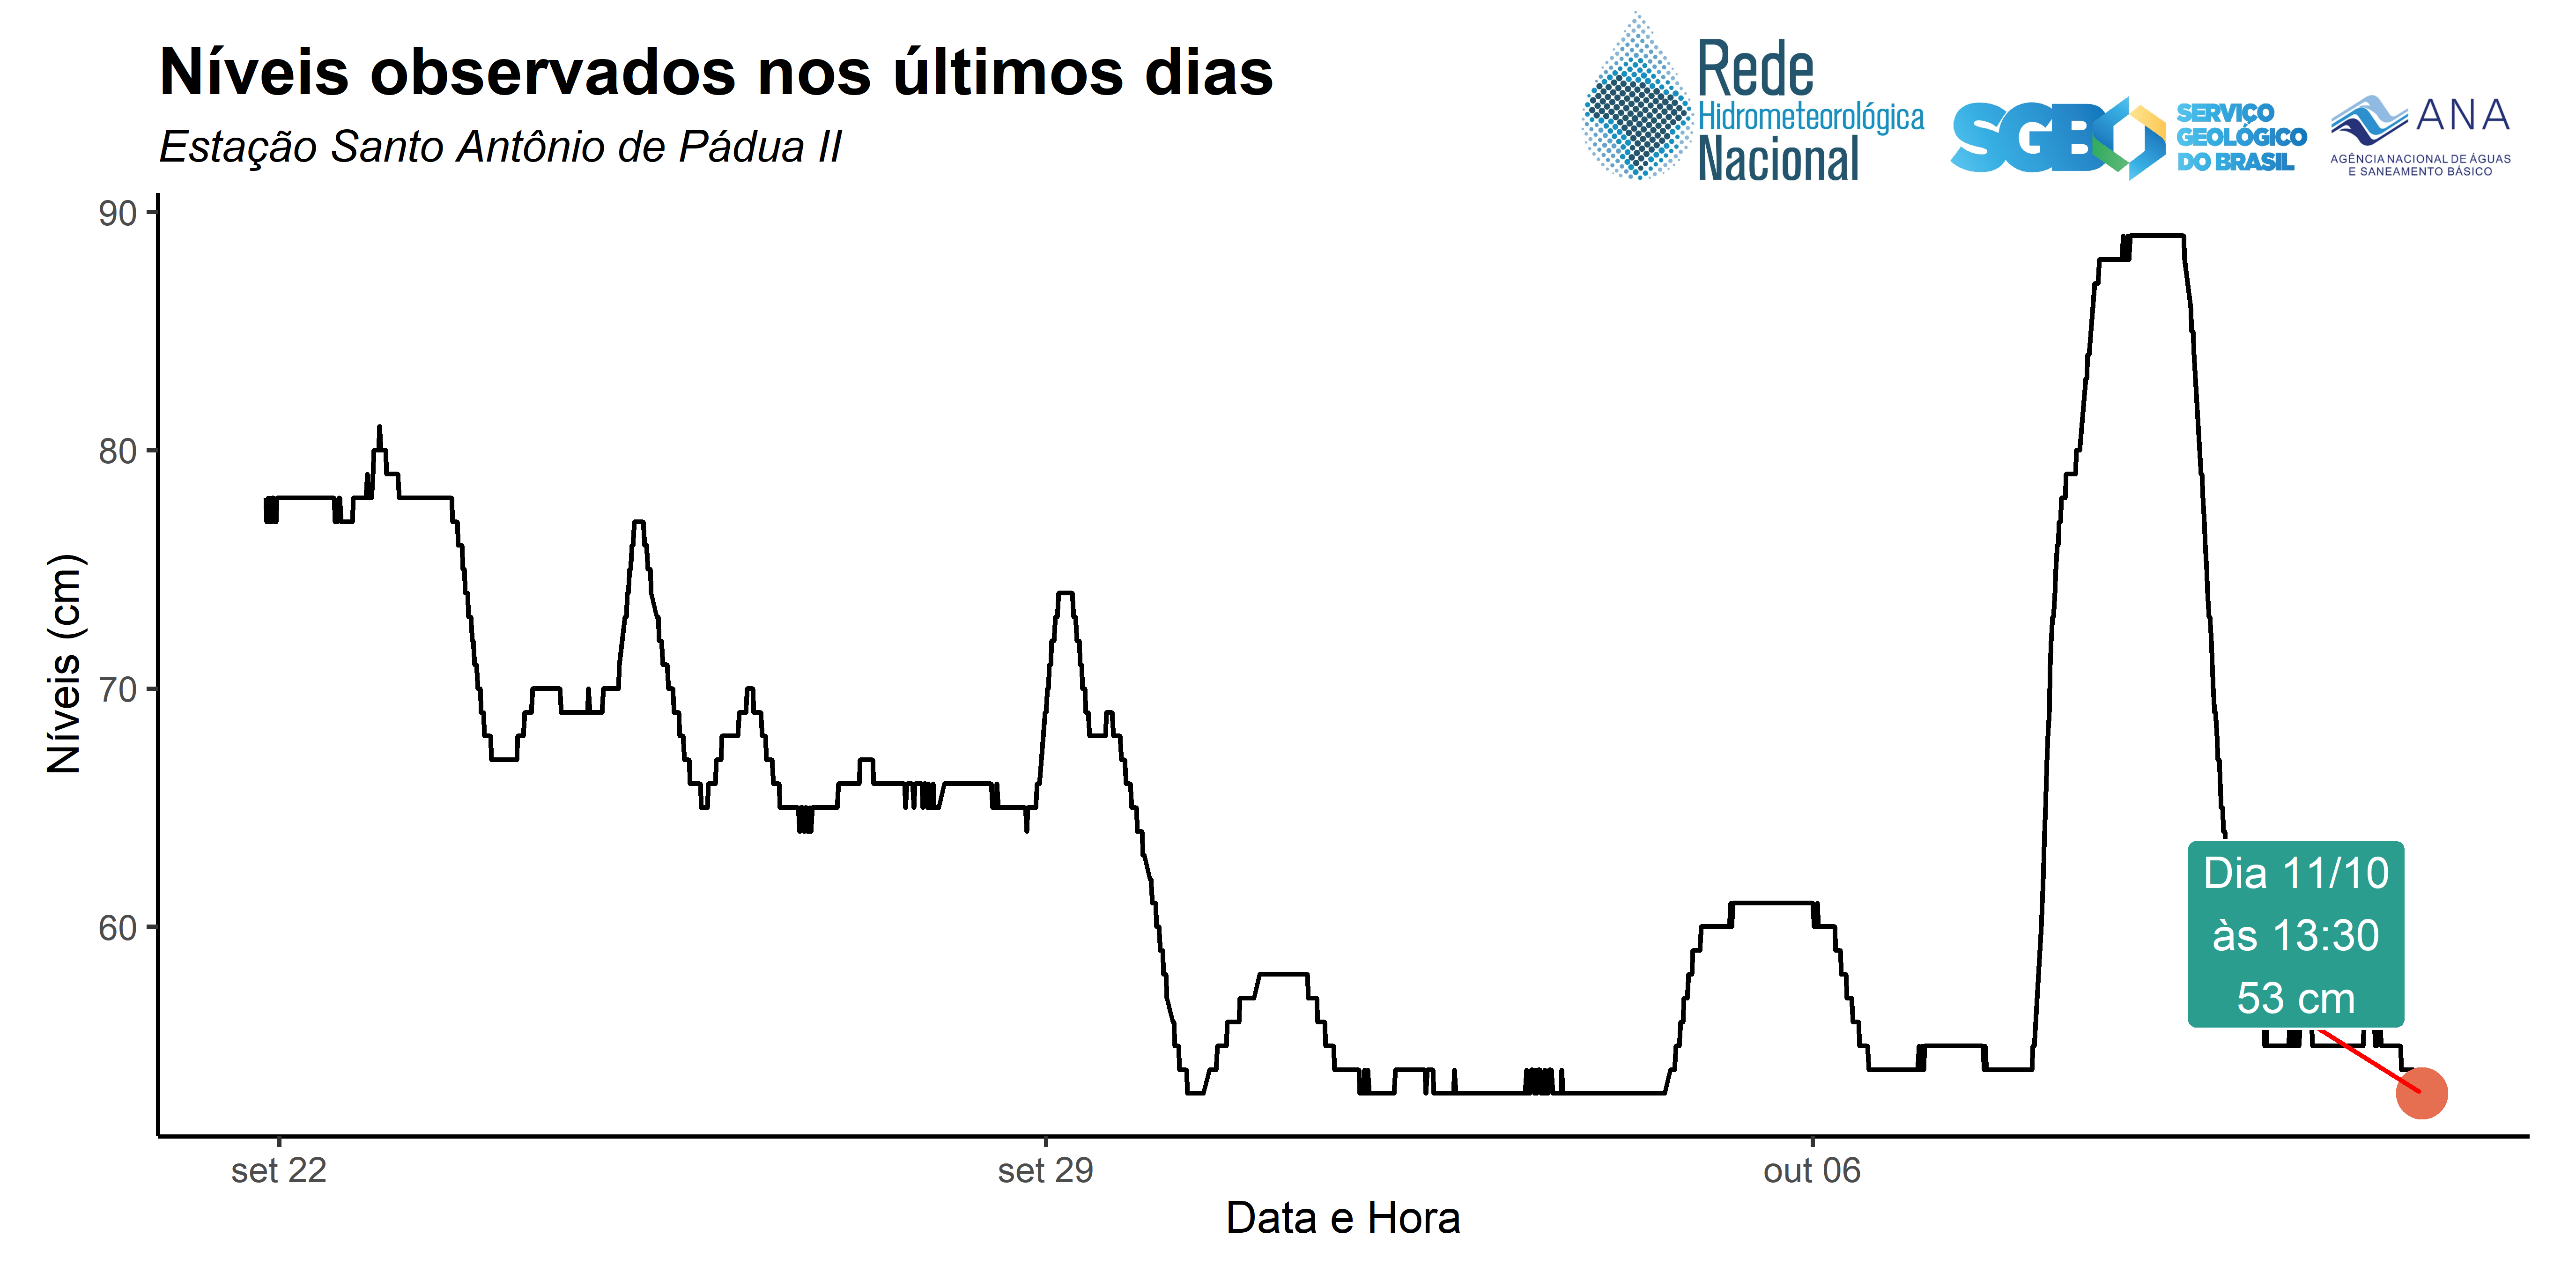 Níveis observados nos últimos dias
Estação Santo Antônio de Pádua II
Rede
Hidrometeorológica
Nacional
SGB
SERVIÇO
GEOLÓGICO
DO BRASIL
ANA
AGÊNCIA NACIONAL DE ÁGUAS
E SANEAMENTO BÁSICO
Níveis (cm)
90
80
70
60
Dia 11/10
às 13:30
53 cm
set 22
set 29
out 06
Data e Hora